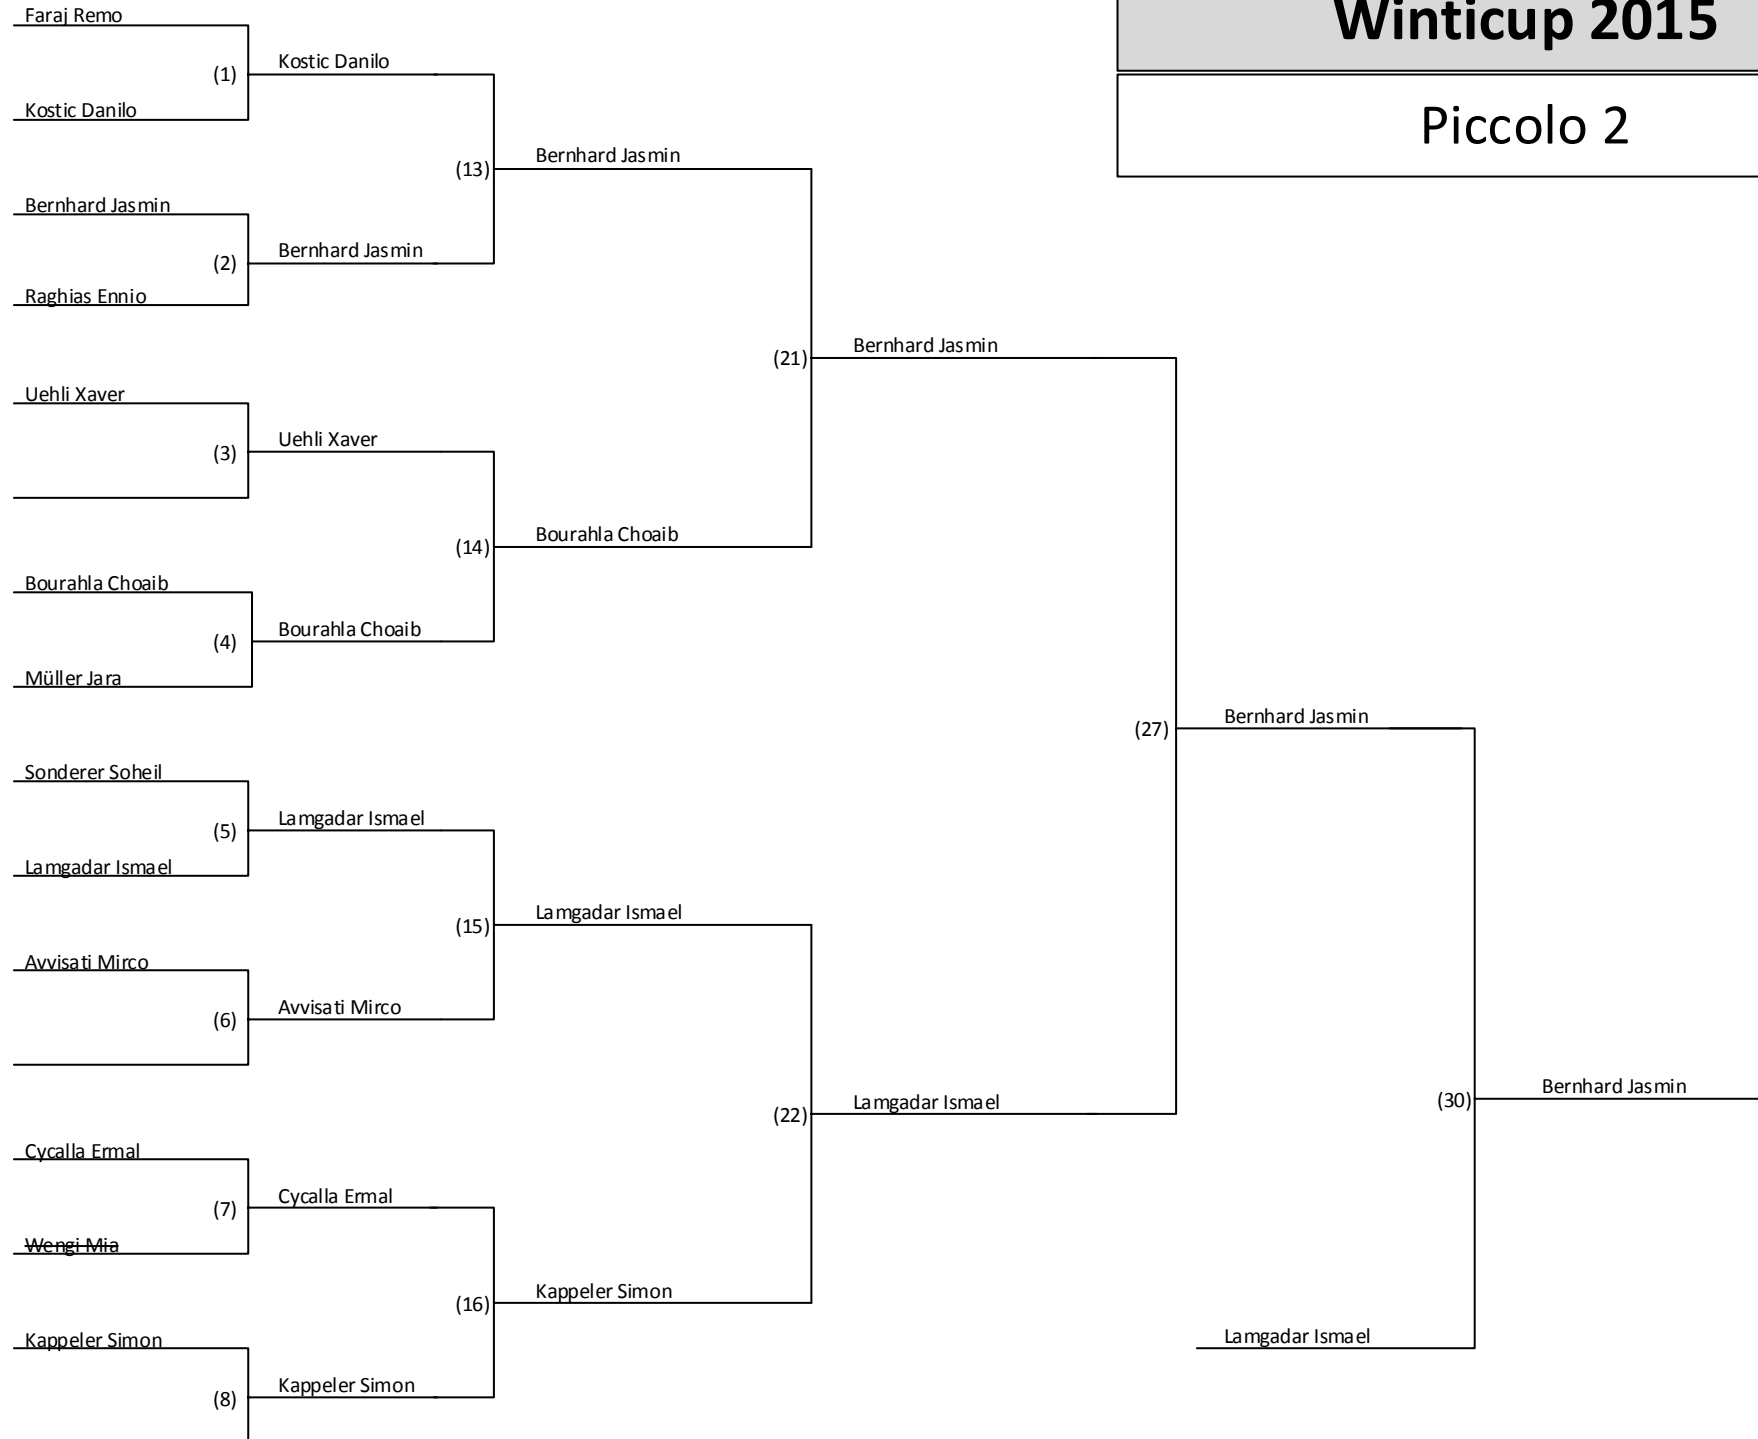 Winticup 2015
Piccolo 2
Faraj Remo
(1)
Kostic Danilo
Kostic Danilo
(13)
Bernhard Jasmin
Bernhard Jasmin
(2)
Bernhard Jasmin
Raghias Ennio
(21)
Bernhard Jasmin
Uehli Xaver
(3)
Uehli Xaver
(14)
Bourahla Choaib
Bourahla Choaib
(4)
Bourahla Choaib
Müller Jara
(27)
Bernhard Jasmin
Sonderer Soheil
(5)
Lamgadar Ismael
Lamgadar Ismael
(15)
Lamgadar Ismael
Avvisati Mirco
(6)
Avvisati Mirco
(22)
Lamgadar Ismael
(30)
Bernhard Jasmin
Cycalla Ermal
(7)
Cycalla Ermal
Wengi Mia
(16)
Kappeler Simon
Kappeler Simon
(8)
Kappeler Simon
Lamgadar Ismael